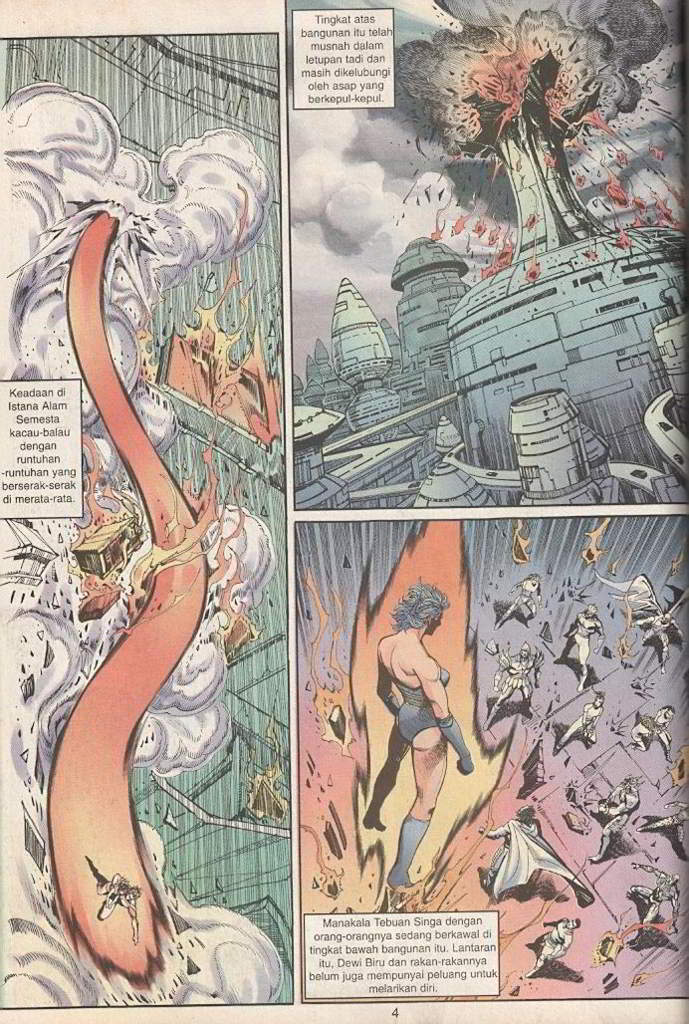 Tingkat atas
bangunan itu telah
musnah dalam
letupan tadi dan
masih dikelubungi
oleh asap yang
berkepul-kepul.
Keadaan di
Istana Alam
Semesta
kacau-balau
dengan
runtuhan
-runtuhan yang
berserak-serak
di merata-rata.
Manakala Tebuan Singa dengan
orang-orangnya sedang berkawal di
tingkat bawah bangunan itu. Lantaran
itu, Dewi Biru dan rakan-rakannya
belum juga mempunyai peluang untuk
melarikan diri.
4